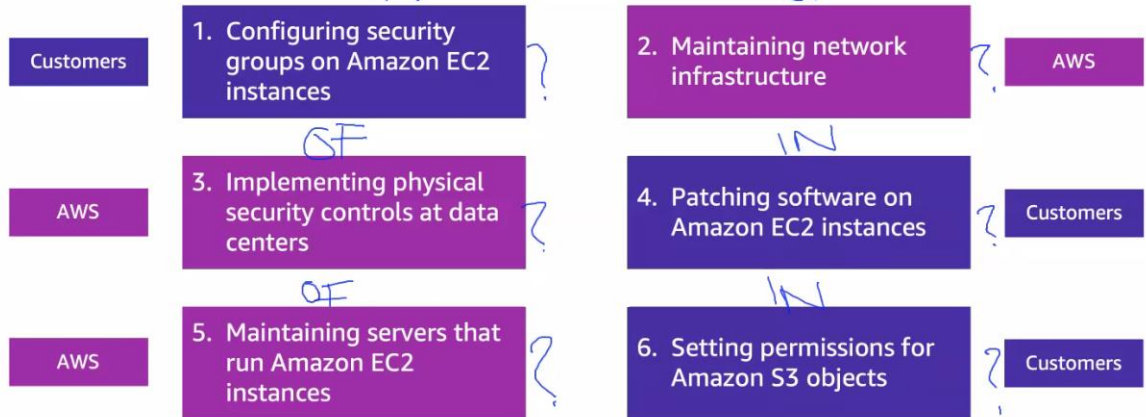 Customers
1. Configuring security
groups on Amazon EC2
instances
?
2. Maintaining network
infrastructure
?
AWS
OF
IN
AWS
3. Implementing physical
security controls at data
centers
?
4. Patching software on
Amazon EC2 instances
?
Customers
OF
IN
AWS
5. Maintaining servers that
run Amazon EC2
instances
?
6. Setting permissions for
Amazon S3 objects
?
Customers